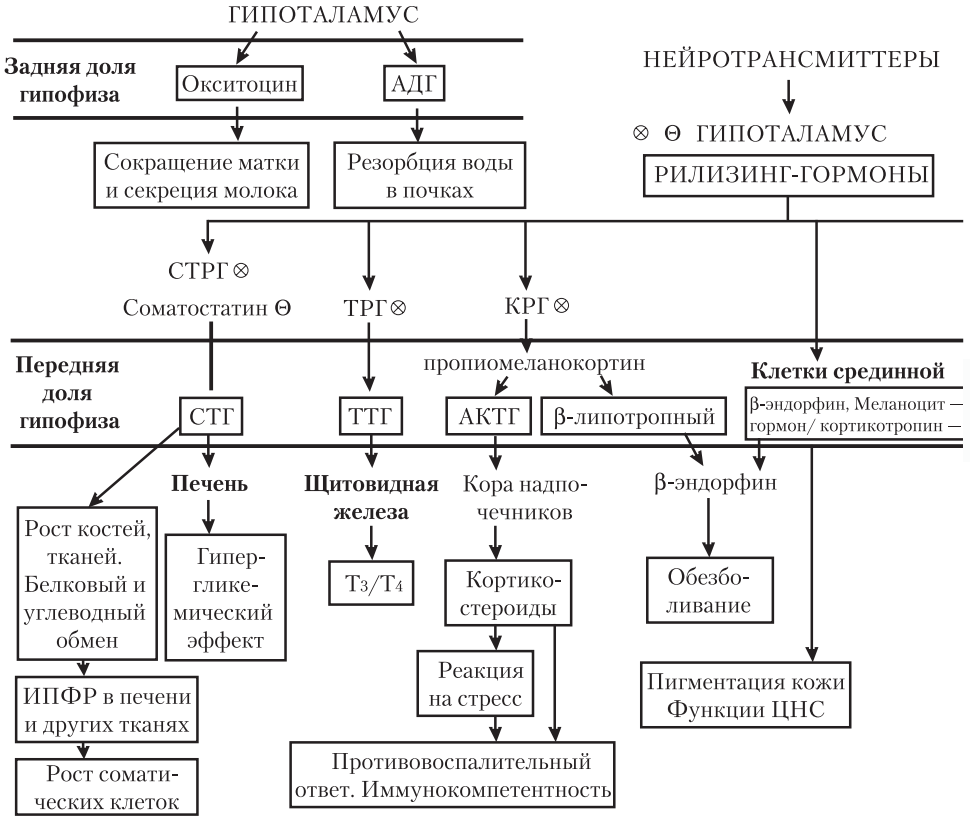 ГИПОТАЛАМУС
Задняя доля
гипофиза
Окситоцин
АДГ
Сокращение матки
и секреция молока
Резорбция воды
в почках
НЕЙРОТРАНСМИТТЕРЫ
⊗ Θ ГИПОТАЛАМУС
РИЛИЗИНГ-ГОРМОНЫ
СТРГ⊗
Соматостатин Θ
ТРГ⊗
КРГ⊗
Передняя
доля
гипофиза
пропиомеланокортин
Клетки срединной
СТГ
ТТГ
АКТГ
β-липотропный
β-эндорфин, Меланоцит –
гормон/ кортикотропин –
Печень
Щитовидная
железа
Кора надпо-
чечников
β-эндорфин
Рост костей,
тканей.
Белковый и
углеводный
обмен
Гипер-
глике-
мический
эффект
Т3/Т4
Кортико-
стероиды
Обезбо-
ливание
Реакция
на стресс
ИПФР в печени
и других тканях
Пигментация кожи
Функции ЦНС
Рост сомати-
ческих клеток
Противовоспалительный
ответ. Иммунокомпетентность